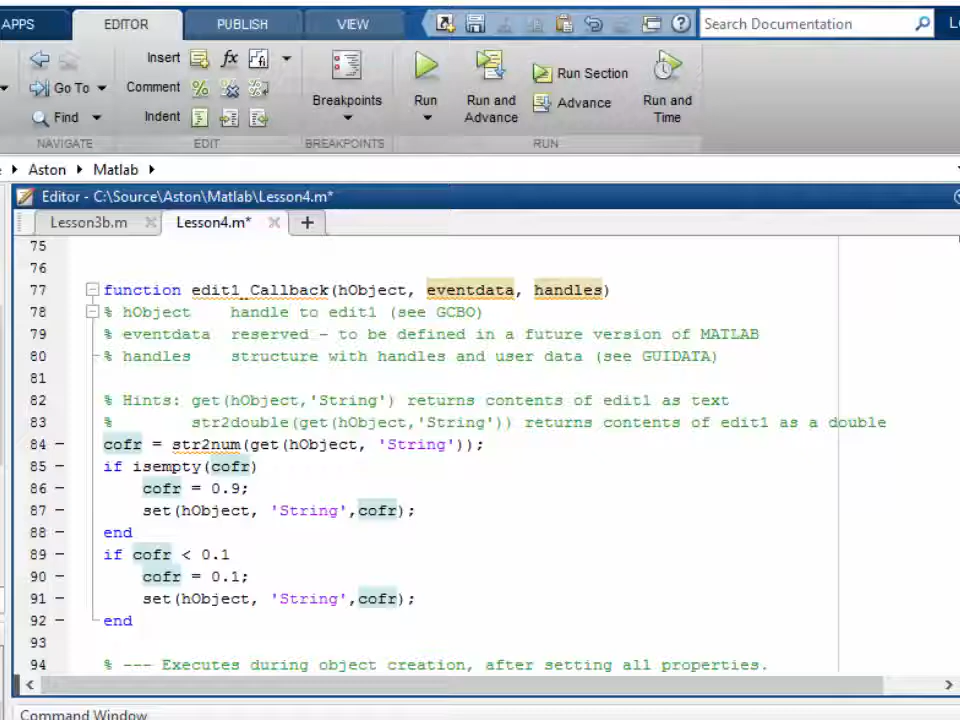 APPS EDITOR PUBLISH VIEW Search Documentation
Insert fx
Go To Comment % Breakpoints Run Run and Advance Run Section Advance Run and Time
Find Indent
NAVIGATE EDIT BREAKPOINTS RUN
Aston Matlab
Editor - C:\Source\Aston\Matlab\Lesson4.m*
Lesson3b.m Lesson4.m* +
75
76
77 function edit1_Callback(hObject, eventdata, handles)
78 % hObject    handle to edit1 (see GCBO)
79 % eventdata  reserved - to be defined in a future version of MATLAB
80 % handles    structure with handles and user data (see GUIDATA)
81
82 % Hints: get(hObject,'String') returns contents of edit1 as text
83 %        str2double(get(hObject,'String')) returns contents of edit1 as a double
84 - cofr = str2num(get(hObject, 'String'));
85 - if isempty(cofr)
86 -     cofr = 0.9;
87 -     set(hObject, 'String',cofr);
88 - end
89 - if cofr < 0.1
90 -     cofr = 0.1;
91 -     set(hObject, 'String',cofr);
92 - end
93
94 % --- Executes during object creation, after setting all properties.
Command Window